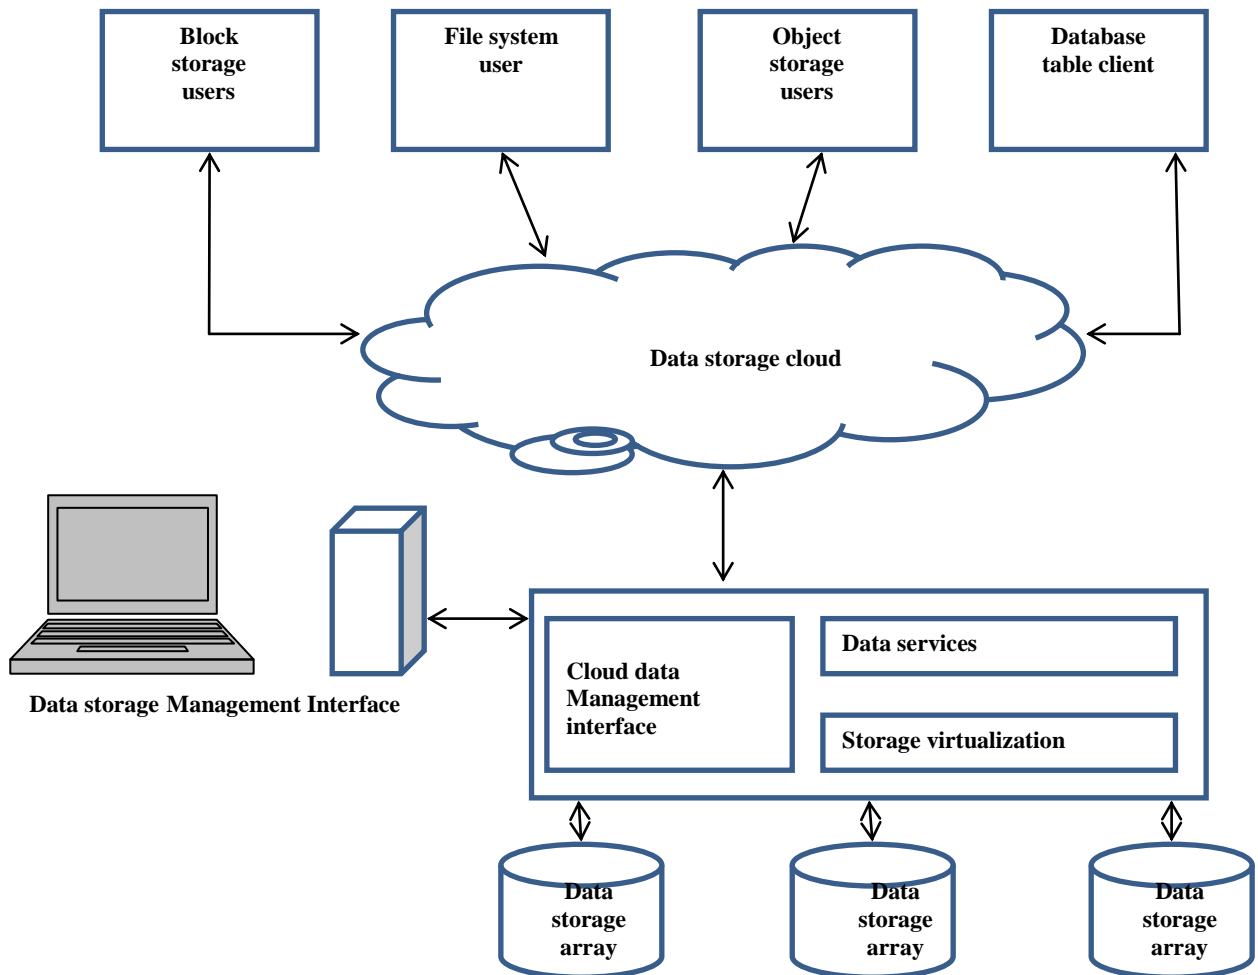 Block
storage
users
File system
user
Object
storage
users
Database
table client
Data storage cloud
Data storage Management Interface
Cloud data
Management
interface
Data services
Storage virtualization
Data
storage
array
Data
storage
array
Data
storage
array